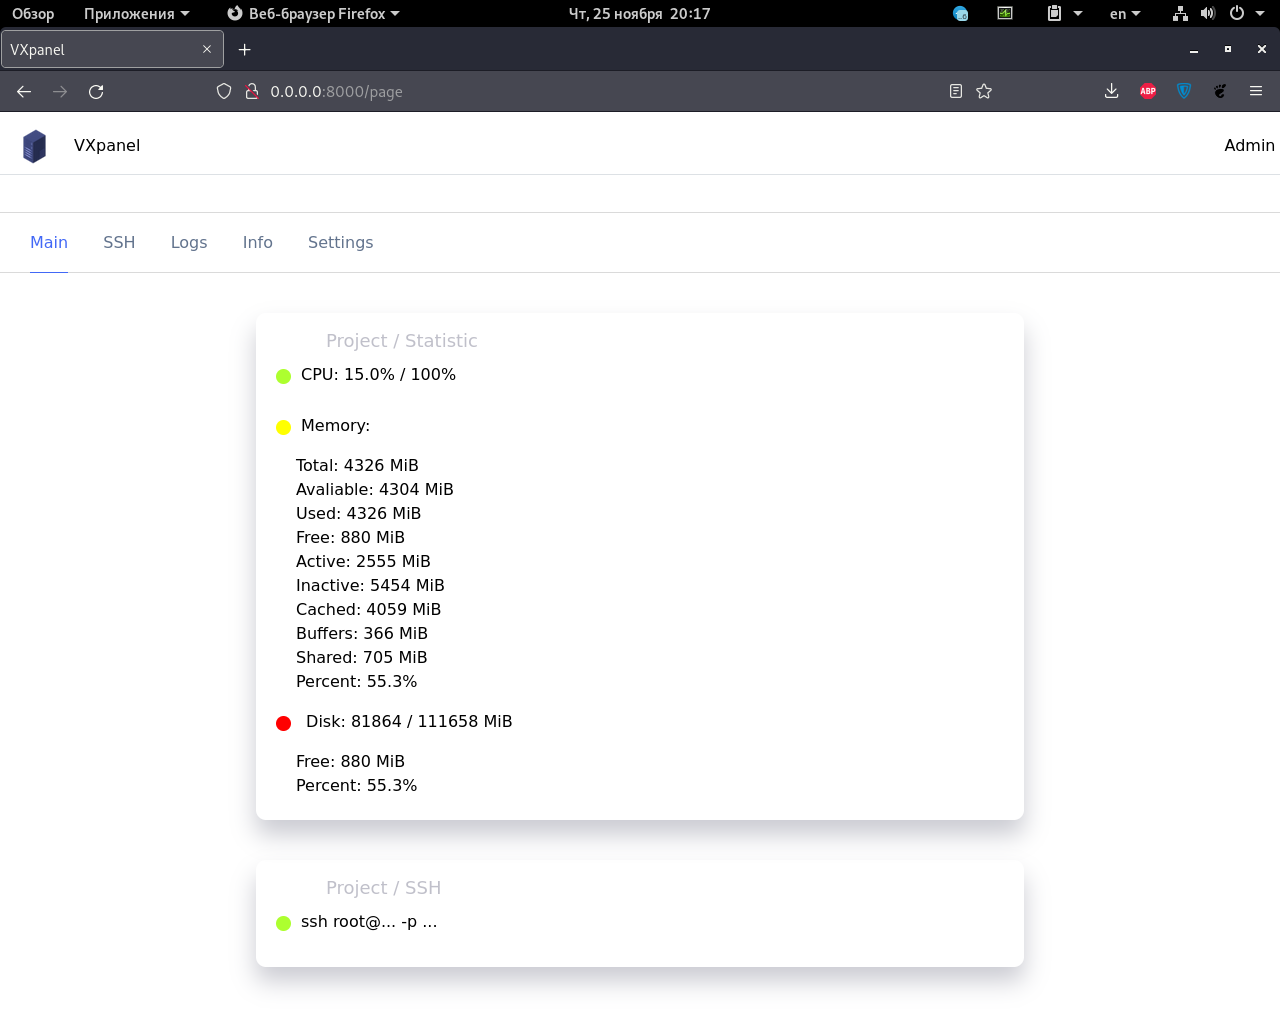 Обзор Приложения Веб-браузер Firefox Чт, 25 ноября 20:17 en
VXpanel
0.0.0.0:8000/page ABP
VXpanel Admin
Main SSH Logs Info Settings
Project / Statistic
CPU: 15.0% / 100%
Memory:
Total: 4326 MiB
Avaliable: 4304 MiB
Used: 4326 MiB
Free: 880 MiB
Active: 2555 MiB
Inactive: 5454 MiB
Cached: 4059 MiB
Buffers: 366 MiB
Shared: 705 MiB
Percent: 55.3%
Disk: 81864 / 111658 MiB
Free: 880 MiB
Percent: 55.3%
Project / SSH
ssh root@... -p ...